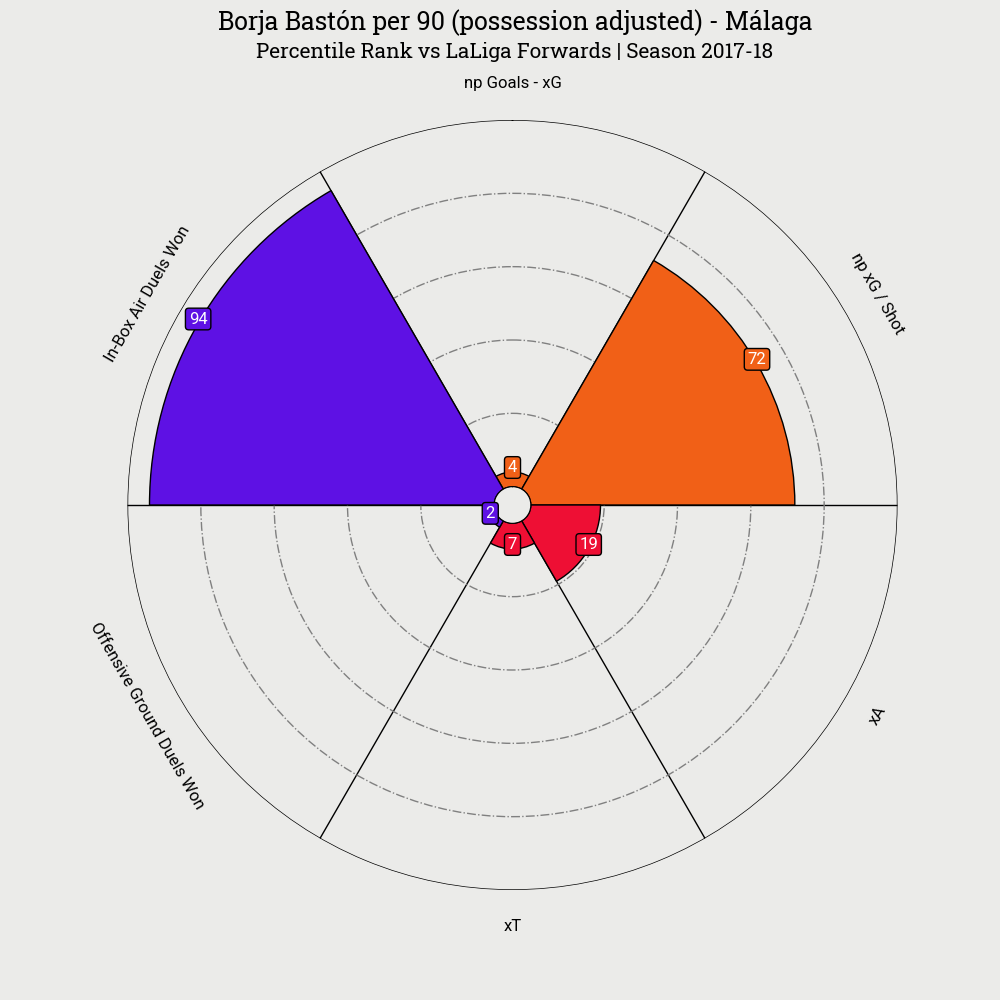 Borja Bastón per 90 (possession adjusted) - Málaga
Percentile Rank vs LaLiga Forwards | Season 2017-18
np Goals - xG
np xG / Shot
In-Box Air Duels Won
94
72
4
2
7
19
Offensive Ground Duels Won
xA
xT